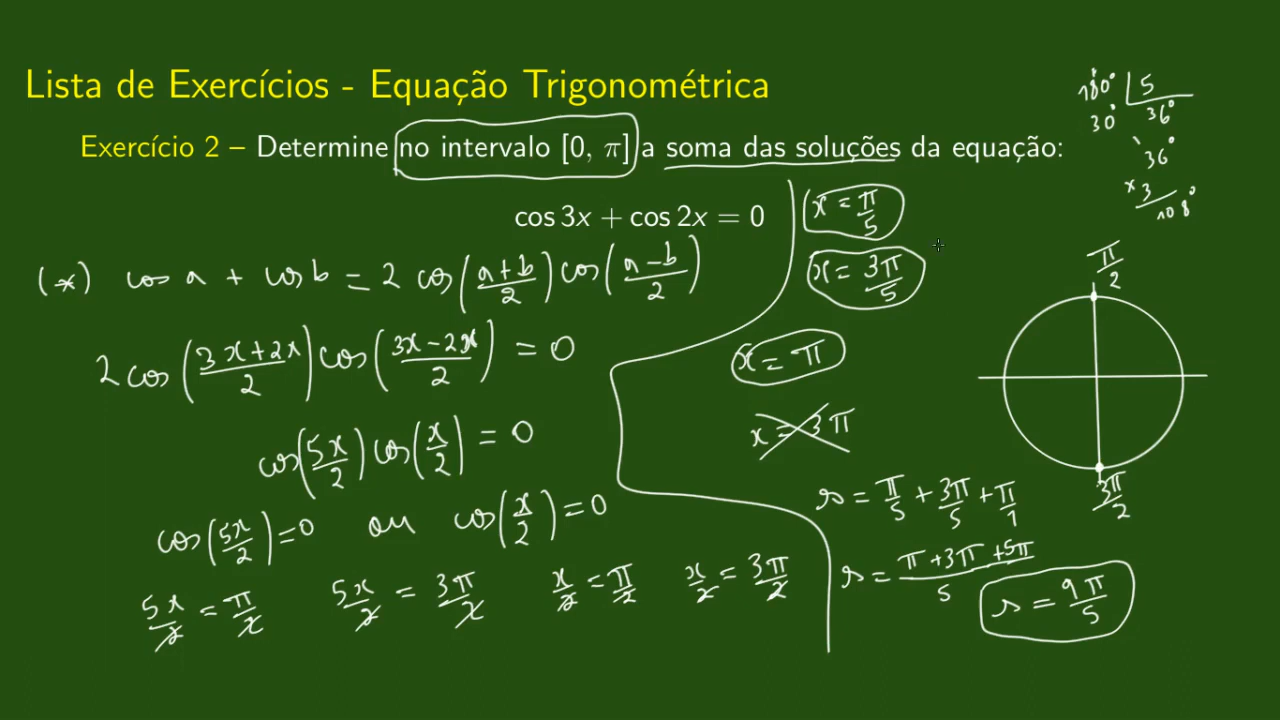 Lista de Exercícios - Equação Trigonométrica
Exercício 2 – Determine no intervalo [0, π] a soma das soluções da equação:
cos 3x + cos 2x = 0
(*) cos a + cos b = 2 cos((a+b)/2) cos((a-b)/2)
2 cos((3x+2x)/2) cos((3x-2x)/2) = 0
cos(5x/2) cos(x/2) = 0
cos(5x/2) = 0 ou cos(x/2) = 0
5x/2 = π/2 5x/2 = 3π/2 x/2 = π/2 x/2 = 3π/2
x = π/5
x = 3π/5
x = π
x = 3π
s = π/5 + 3π/5 + π/1
s = (π + 3π + 5π)/5
s = 9π/5
180° | 5
30° 36°
36°
x 3
108°
π/2
3π/2